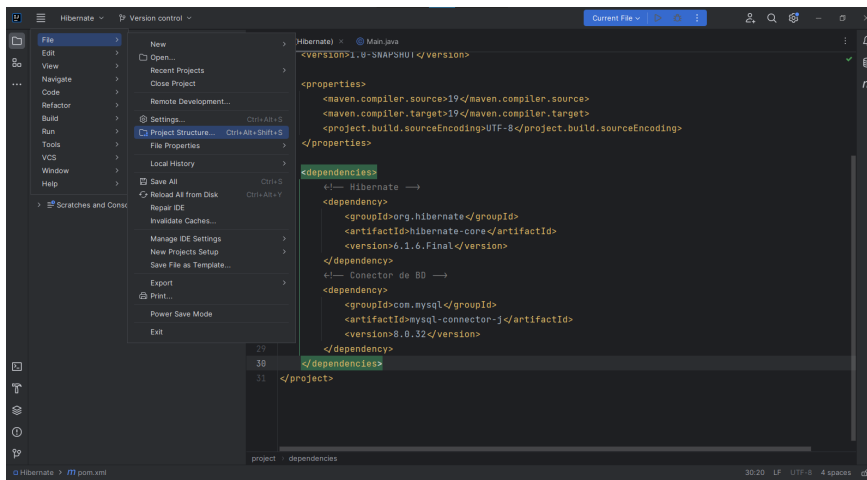 Hibernate
Version control
Current File
File
Edit
View
Navigate
Code
Refactor
Build
Run
Tools
VCS
Window
Help
Scratches and Conso
New
Open...
Recent Projects
Close Project
Remote Development...
Settings... Ctrl+Alt+S
Project Structure... Ctrl+Alt+Shift+S
File Properties
Local History
Save All Ctrl+S
Reload All from Disk Ctrl+Alt+Y
Repair IDE
Invalidate Caches...
Manage IDE Settings
New Projects Setup
Save File as Template...
Export
Print...
Power Save Mode
Exit
Hibernate) Main.java
<version>1.0-SNAPSHOT</version>
<properties>
<maven.compiler.source>19</maven.compiler.source>
<maven.compiler.target>19</maven.compiler.target>
<project.build.sourceEncoding>UTF-8</project.build.sourceEncoding>
</properties>
<dependencies>
<!-- Hibernate -->
<dependency>
<groupId>org.hibernate</groupId>
<artifactId>hibernate-core</artifactId>
<version>6.1.6.Final</version>
</dependency>
<!-- Conector de BD -->
<dependency>
<groupId>com.mysql</groupId>
<artifactId>mysql-connector-j</artifactId>
<version>8.0.32</version>
29 </dependency>
30 </dependencies>
31 </project>
project > dependencies
Hibernate > pom.xml
30:20 LF UTF-8 4 spaces